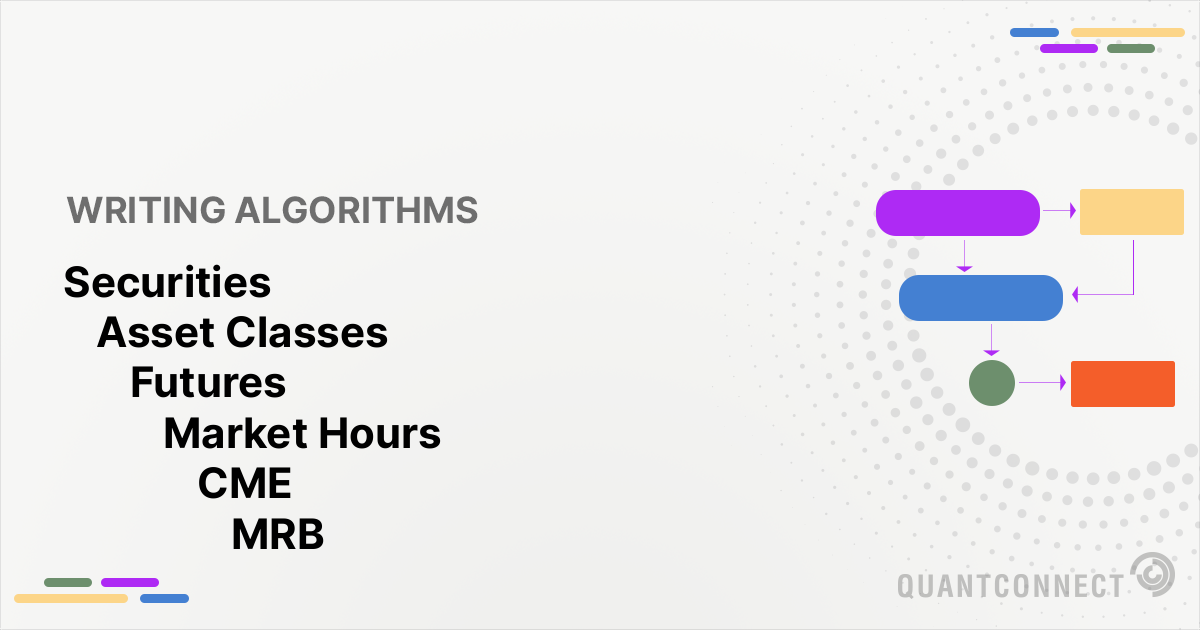 WRITING ALGORITHMS
Securities
Asset Classes
Futures
Market Hours
CME
MRB
QUANTCONNECT